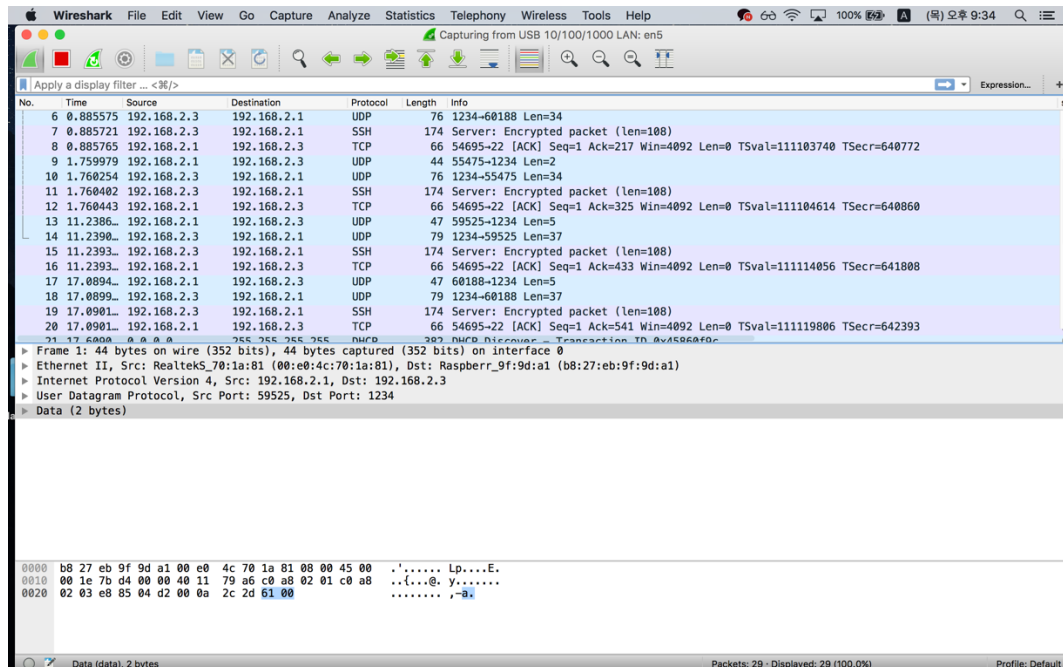 Wireshark File Edit View Go Capture Analyze Statistics Telephony Wireless Tools Help 100% A (목) 오후 9:34
Capturing from USB 10/100/1000 LAN: en5
Apply a display filter ... <⌘/> Expression... +
No. Time Source Destination Protocol Length Info
6 0.885575 192.168.2.3 192.168.2.1 UDP 76 1234→60188 Len=34
7 0.885721 192.168.2.3 192.168.2.1 SSH 174 Server: Encrypted packet (len=108)
8 0.885765 192.168.2.1 192.168.2.3 TCP 66 54695→22 [ACK] Seq=1 Ack=217 Win=4092 Len=0 TSval=111103740 TSecr=640772
9 1.759979 192.168.2.1 192.168.2.3 UDP 44 55475→1234 Len=2
10 1.760254 192.168.2.3 192.168.2.1 UDP 76 1234→55475 Len=34
11 1.760402 192.168.2.3 192.168.2.1 SSH 174 Server: Encrypted packet (len=108)
12 1.760443 192.168.2.1 192.168.2.3 TCP 66 54695→22 [ACK] Seq=1 Ack=325 Win=4092 Len=0 TSval=111104614 TSecr=640860
13 11.2386… 192.168.2.1 192.168.2.3 UDP 47 59525→1234 Len=5
14 11.2390… 192.168.2.3 192.168.2.1 UDP 79 1234→59525 Len=37
15 11.2393… 192.168.2.3 192.168.2.1 SSH 174 Server: Encrypted packet (len=108)
16 11.2393… 192.168.2.1 192.168.2.3 TCP 66 54695→22 [ACK] Seq=1 Ack=433 Win=4092 Len=0 TSval=111114056 TSecr=641808
17 17.0894… 192.168.2.1 192.168.2.3 UDP 47 60188→1234 Len=5
18 17.0899… 192.168.2.3 192.168.2.1 UDP 79 1234→60188 Len=37
19 17.0901… 192.168.2.3 192.168.2.1 SSH 174 Server: Encrypted packet (len=108)
20 17.0901… 192.168.2.1 192.168.2.3 TCP 66 54695→22 [ACK] Seq=1 Ack=541 Win=4092 Len=0 TSval=111119806 TSecr=642393
21 17.6090 0.0.0.0 255.255.255.255 DHCP 382 DHCP Discover - Transaction ID 0x45860f9c
Frame 1: 44 bytes on wire (352 bits), 44 bytes captured (352 bits) on interface 0
Ethernet II, Src: RealtekS_70:1a:81 (00:e0:4c:70:1a:81), Dst: Raspberr_9f:9d:a1 (b8:27:eb:9f:9d:a1)
Internet Protocol Version 4, Src: 192.168.2.1, Dst: 192.168.2.3
User Datagram Protocol, Src Port: 59525, Dst Port: 1234
Data (2 bytes)
0000 b8 27 eb 9f 9d a1 00 e0 4c 70 1a 81 08 00 45 00 .'...... Lp....E.
0010 00 1e 7b d4 00 00 40 11 79 a6 c0 a8 02 01 c0 a8 ..{...@. y.......
0020 02 03 e8 85 04 d2 00 0a 2c 2d 61 00 ........ ,-a.
Data (data), 2 bytes Packets: 29 · Displayed: 29 (100.0%) Profile: Default